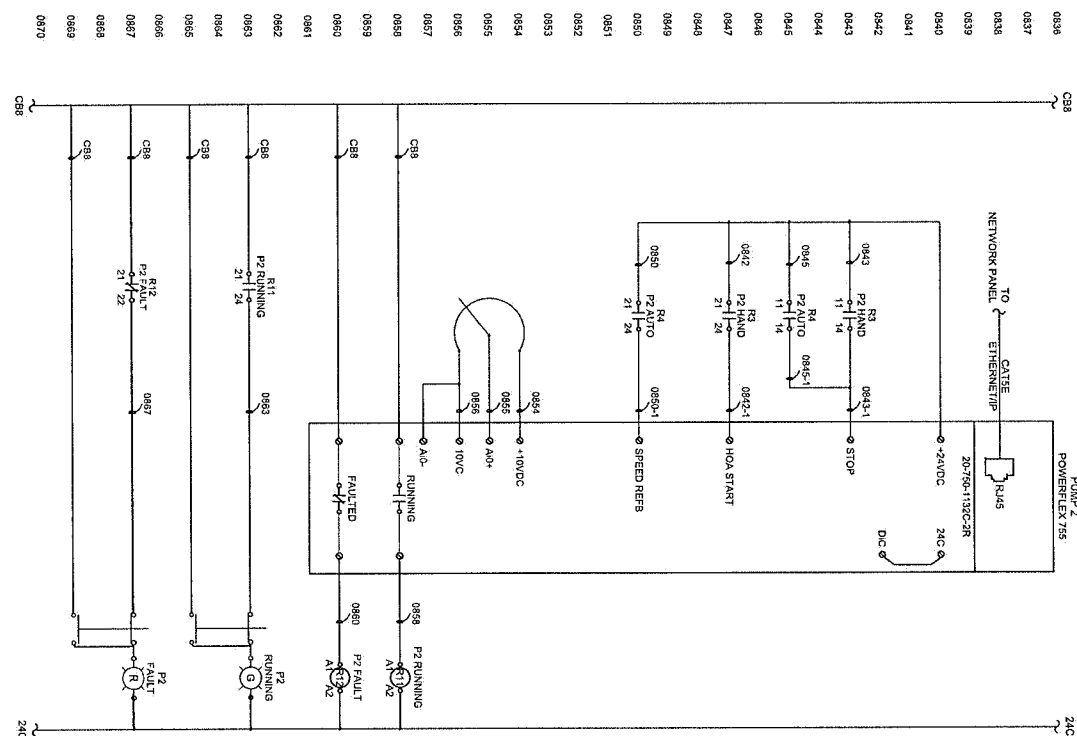 0836
CB8
PUMP 2
POWERFLEX 755
24C
0837
0838
TO
NETWORK PANEL
CAT5E
ETHERNET/IP
RJ45
0839
20-750-1132C-2R
0840
+24VDC
24C
0841
0842
DIC
0843
0843
R3
P2 HAND
11
14
0843-1
STOP
0844
0845
0845
R4
P2 AUTO
11
14
0845-1
0846
0847
0842
R3
P2 HAND
21
24
0842-1
HOA START
0848
0849
0850
0850
R4
P2 AUTO
21
24
0850-1
SPEED REFB
0851
0852
0853
0854
0854
+10VDC
0855
0855
AI0+
0856
0856
10VC
0857
AI0-
0858
CB8
RUNNING
0858
P2 RUNNING
A1
R11
A2
0859
0860
CB8
FAULTED
0860
P2 FAULT
A1
R12
A2
0861
0862
0863
CB8
R11
P2 RUNNING
21
24
0863
P2
RUNNING
G
0864
0865
CB8
0866
0867
CB8
R12
P2 FAULT
21
22
0867
P2
FAULT
R
0868
0869
CB8
0870
CB8
24C